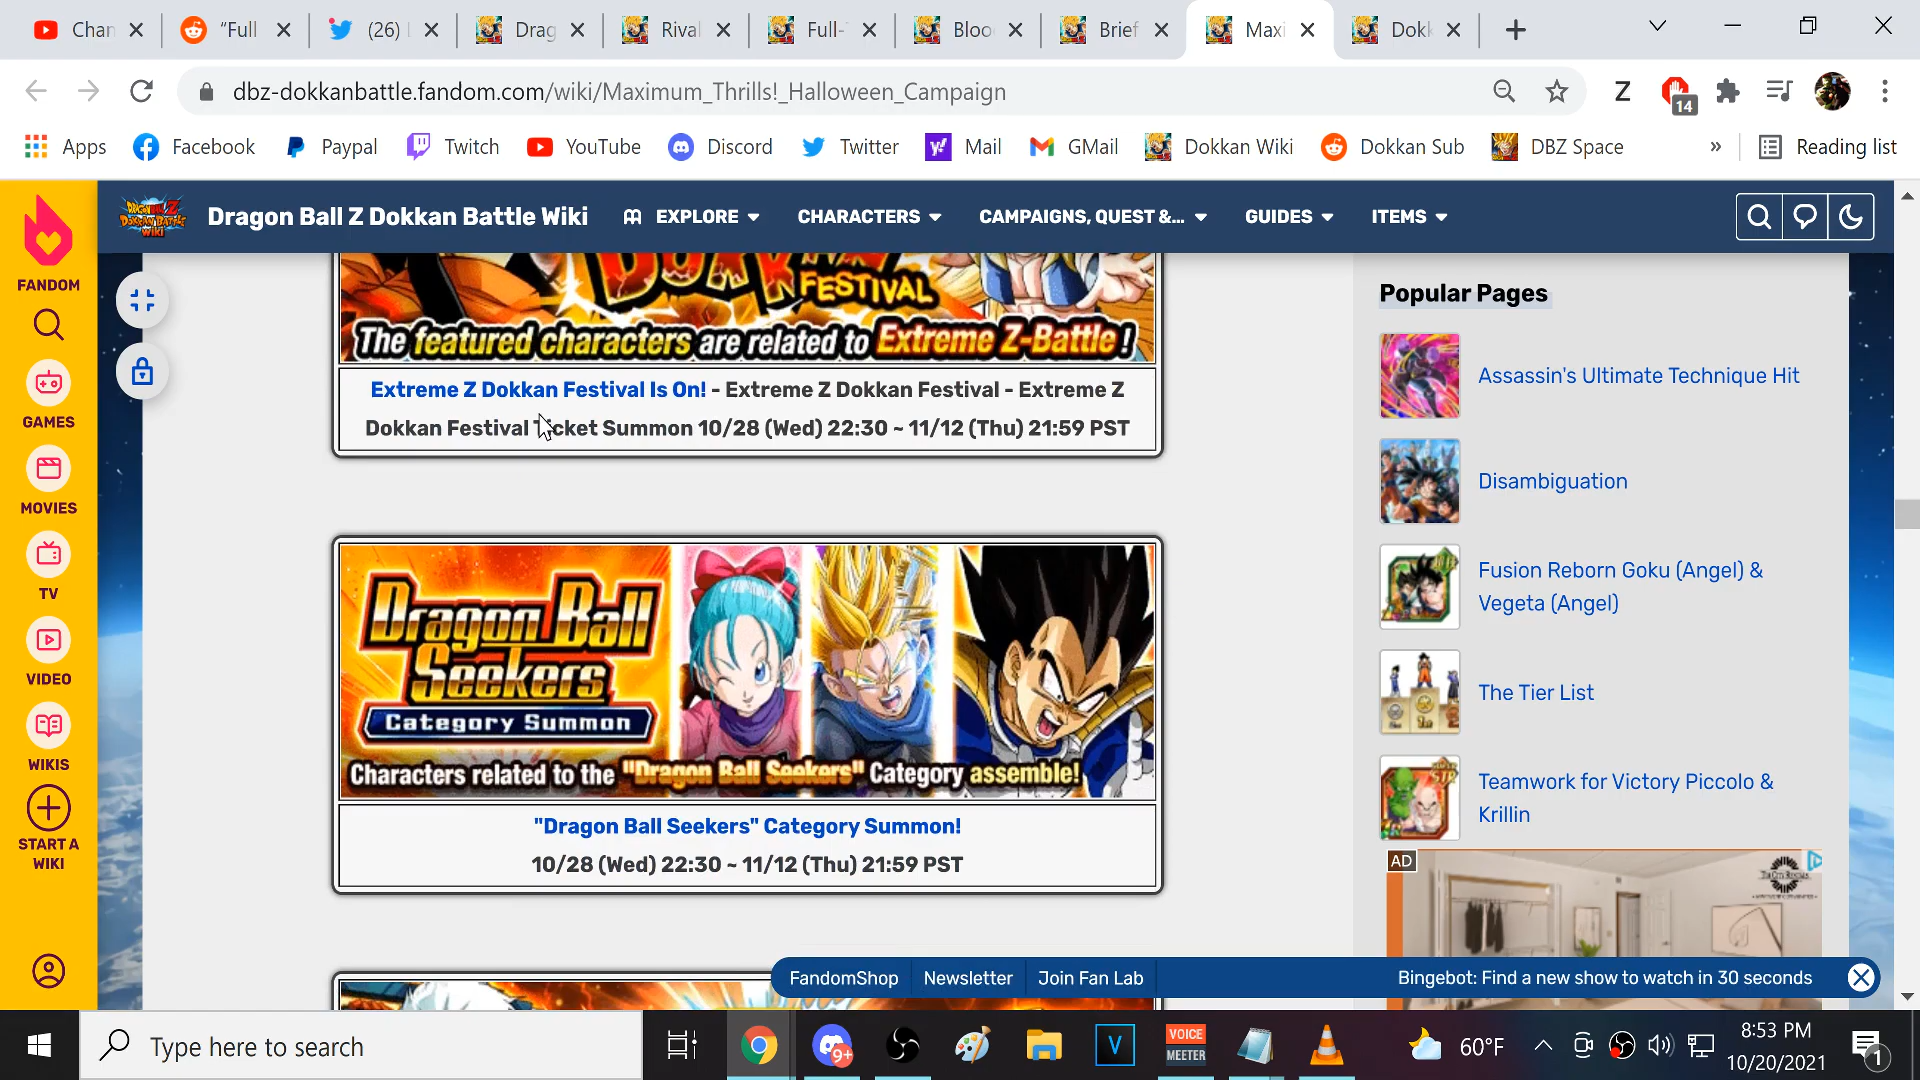 Chan
"Full
(26)
Drag
Rival
Full-
Bloo
Brief
Maxi
Dokk
dbz-dokkanbattle.fandom.com/wiki/Maximum_Thrills!_Halloween_Campaign
Z
14
Apps
Facebook
Paypal
Twitch
YouTube
Discord
Twitter
Mail
GMail
Dokkan Wiki
Dokkan Sub
DBZ Space
»
Reading list
Dragon Ball Z Dokkan Battle Wiki
EXPLORE
CHARACTERS
CAMPAIGNS, QUEST &...
GUIDES
ITEMS
FANDOM
GAMES
MOVIES
TV
VIDEO
WIKIS
START A
WIKI
DOKKAN
FESTIVAL
The featured characters are related to Extreme Z-Battle!
Extreme Z Dokkan Festival Is On! - Extreme Z Dokkan Festival - Extreme Z
Dokkan Festival Ticket Summon 10/28 (Wed) 22:30 ~ 11/12 (Thu) 21:59 PST
Dragon Ball
Seekers
Category Summon
Characters related to the "Dragon Ball Seekers" Category assemble!
"Dragon Ball Seekers" Category Summon!
10/28 (Wed) 22:30 ~ 11/12 (Thu) 21:59 PST
Popular Pages
Assassin's Ultimate Technique Hit
Disambiguation
Fusion Reborn Goku (Angel) &
Vegeta (Angel)
The Tier List
Teamwork for Victory Piccolo &
Krillin
AD
FandomShop
Newsletter
Join Fan Lab
Bingebot: Find a new show to watch in 30 seconds
Type here to search
9+
V
VOICE
MEETER
60°F
8:53 PM
10/20/2021
1